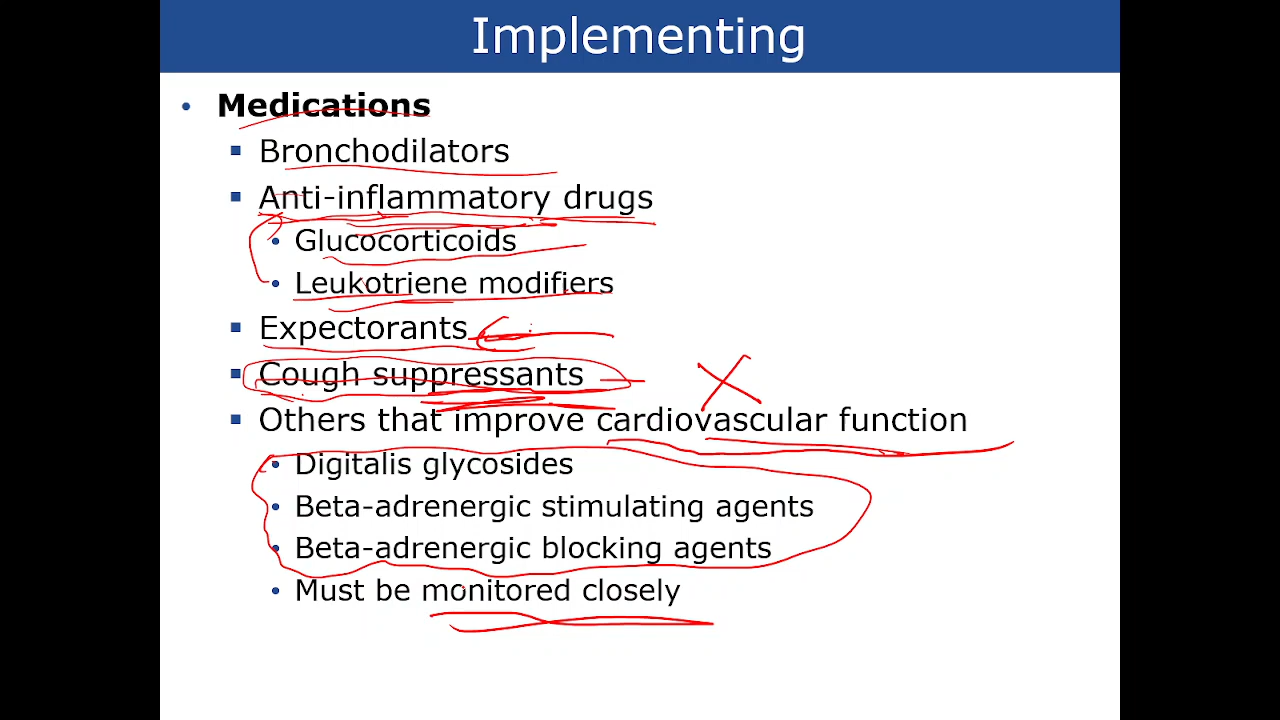 Implementing
Medications
Bronchodilators
Anti-inflammatory drugs
Glucocorticoids
Leukotriene modifiers
Expectorants
Cough suppressants
Others that improve cardiovascular function
Digitalis glycosides
Beta-adrenergic stimulating agents
Beta-adrenergic blocking agents
Must be monitored closely